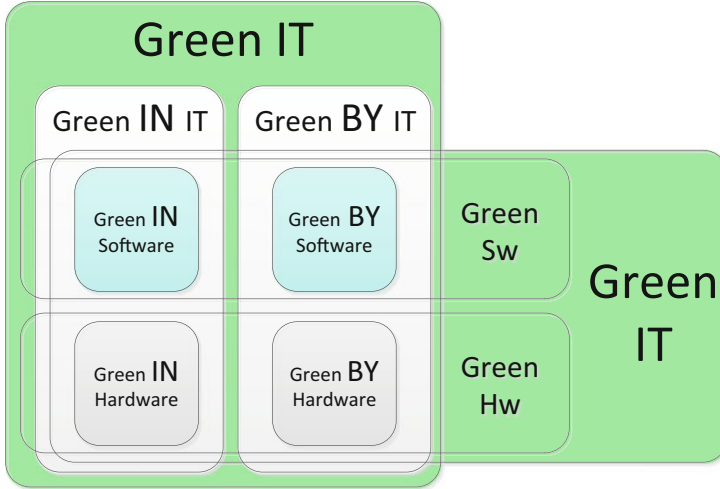 Green IT
Green IN IT
Green BY IT
Green IN
Software
Green BY
Software
Green
Sw
Green
IT
Green IN
Hardware
Green BY
Hardware
Green
Hw